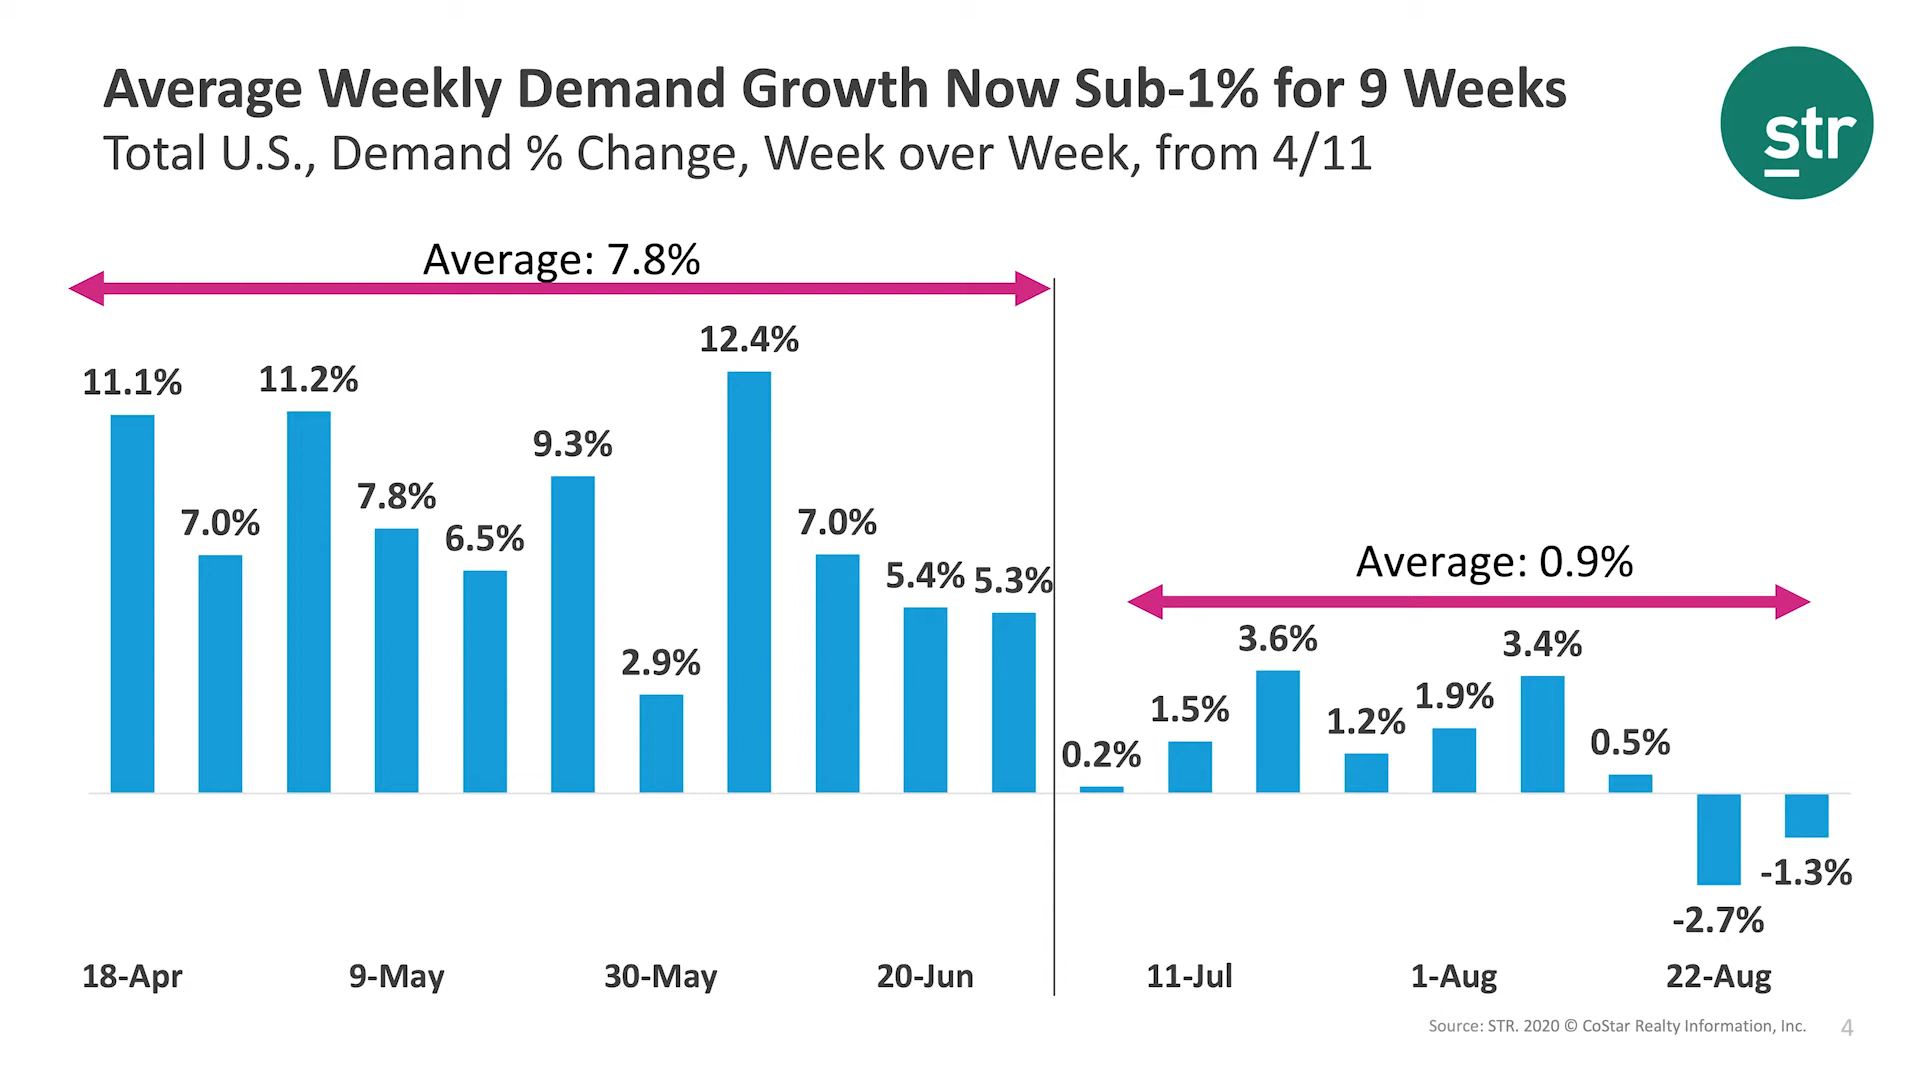 Average Weekly Demand Growth Now Sub-1% for 9 Weeks
Total U.S., Demand % Change, Week over Week, from 4/11
str
Average: 7.8%
11.1%
7.0%
11.2%
7.8%
6.5%
9.3%
2.9%
12.4%
7.0%
5.4%
5.3%
Average: 0.9%
0.2%
1.5%
3.6%
1.2%
1.9%
3.4%
0.5%
-2.7%
-1.3%
18-Apr
9-May
30-May
20-Jun
11-Jul
1-Aug
22-Aug
Source: STR. 2020 © CoStar Realty Information, Inc.
4